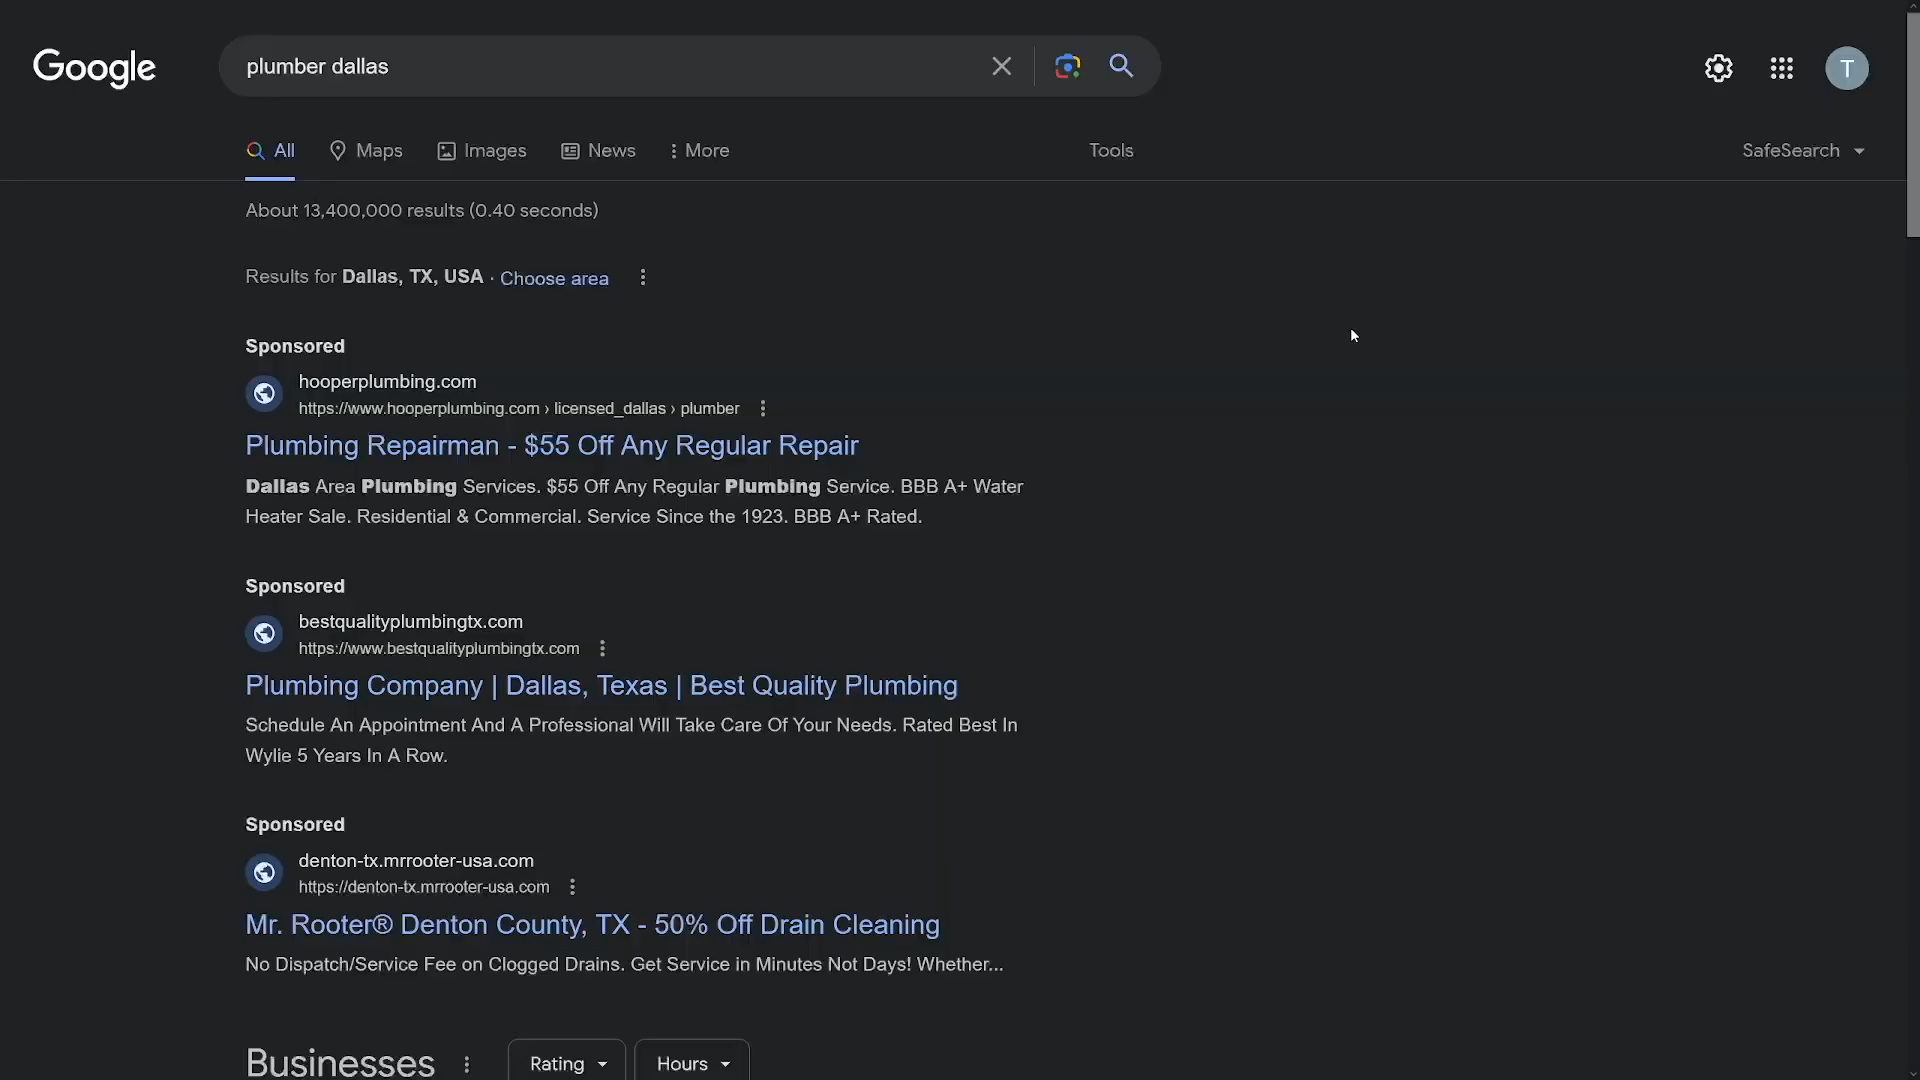 Google
plumber dallas
T
All
Maps
Images
News
More
Tools
SafeSearch
About 13,400,000 results (0.40 seconds)
Results for Dallas, TX, USA · Choose area
Sponsored
hooperplumbing.com
https://www.hooperplumbing.com › licensed_dallas › plumber
Plumbing Repairman - $55 Off Any Regular Repair
Dallas Area Plumbing Services. $55 Off Any Regular Plumbing Service. BBB A+ Water
Heater Sale. Residential & Commercial. Service Since the 1923. BBB A+ Rated.
Sponsored
bestqualityplumbingtx.com
https://www.bestqualityplumbingtx.com
Plumbing Company | Dallas, Texas | Best Quality Plumbing
Schedule An Appointment And A Professional Will Take Care Of Your Needs. Rated Best In
Wylie 5 Years In A Row.
Sponsored
denton-tx.mrrooter-usa.com
https://denton-tx.mrrooter-usa.com
Mr. Rooter® Denton County, TX - 50% Off Drain Cleaning
No Dispatch/Service Fee on Clogged Drains. Get Service in Minutes Not Days! Whether...
Businesses
Rating
Hours